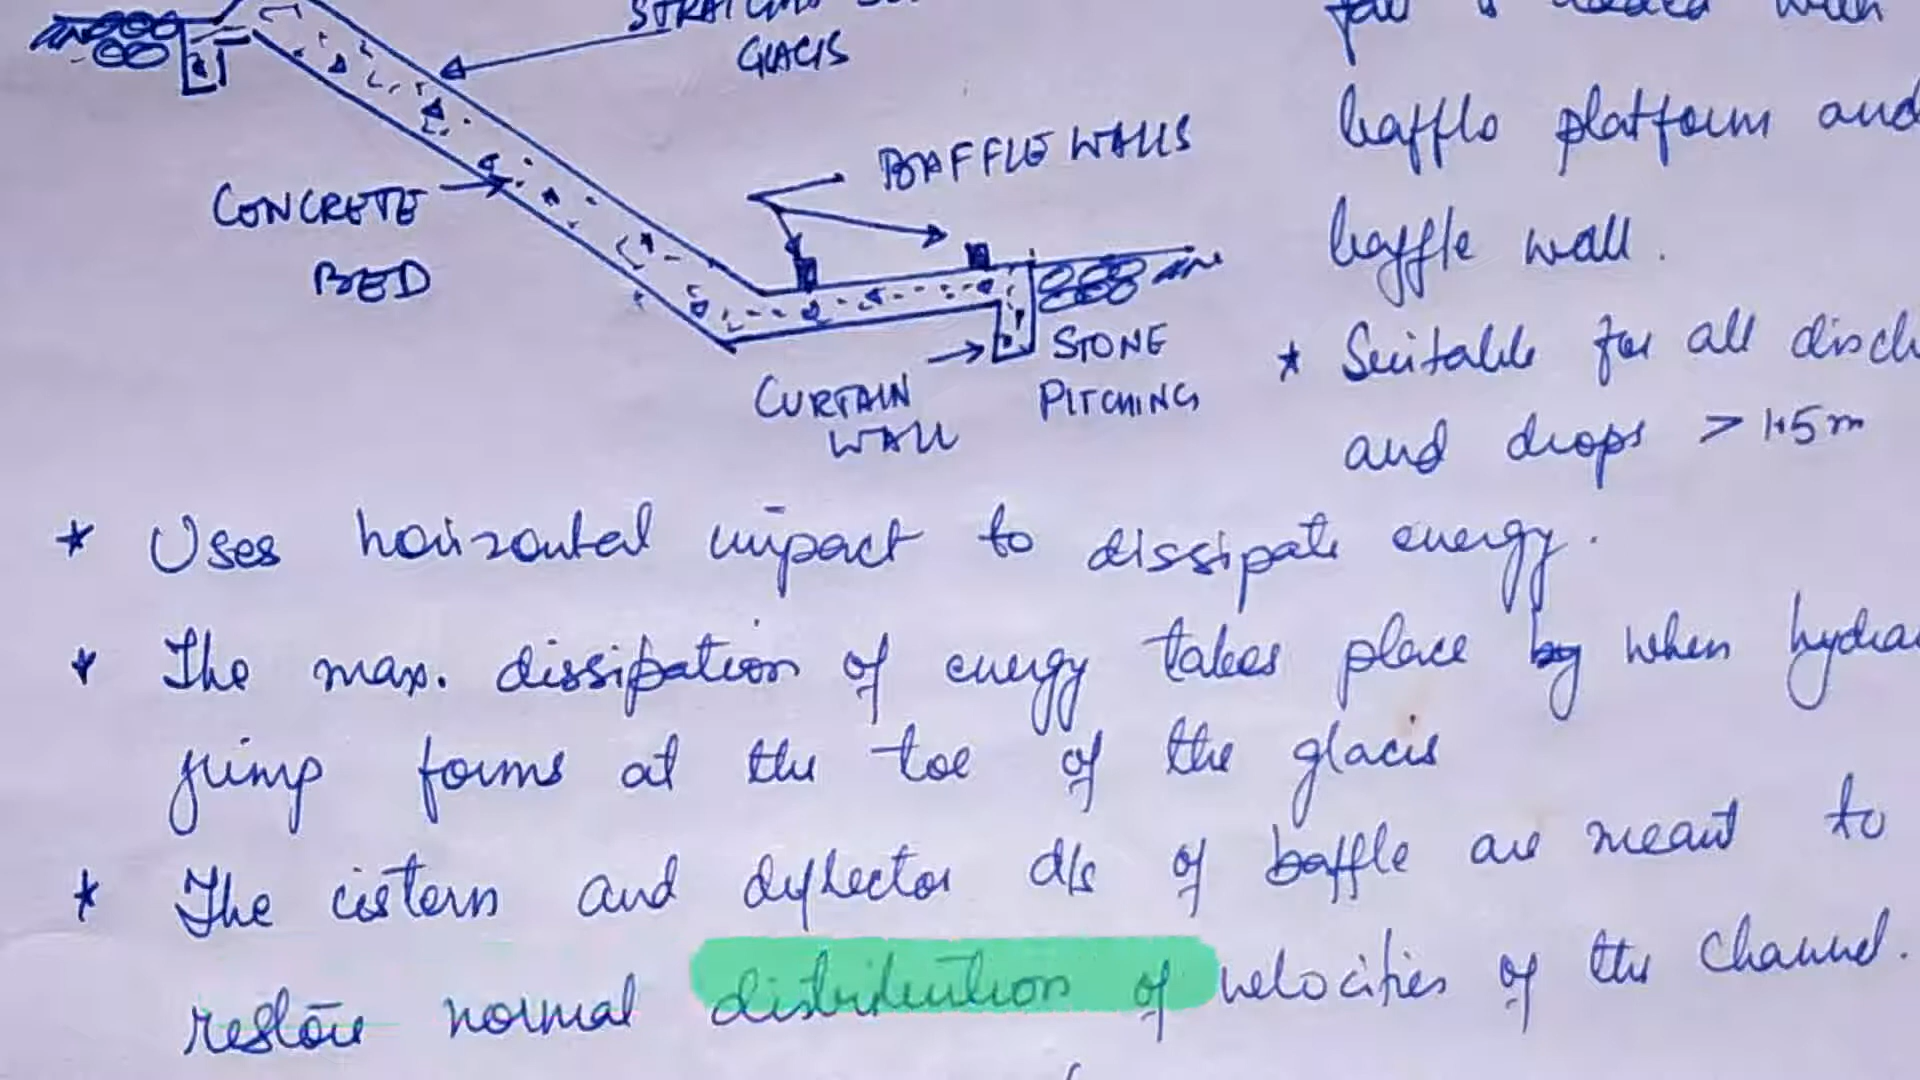 GLACIS
BAFFLE WALLS
CONCRETE
BED
CURTAIN
WALL
STONE
PITCHING
baffle platform and
baffle wall.
* Suitable for all disch
and drops > 1.5m
* Uses horizontal impact to dissipate energy.
* The max. dissipation of energy takes place by when hydrau
jump forms at the toe of the glacis
* The cistern and deflector d/s of baffle are meant to
restore normal distribution of velocities of the channel.